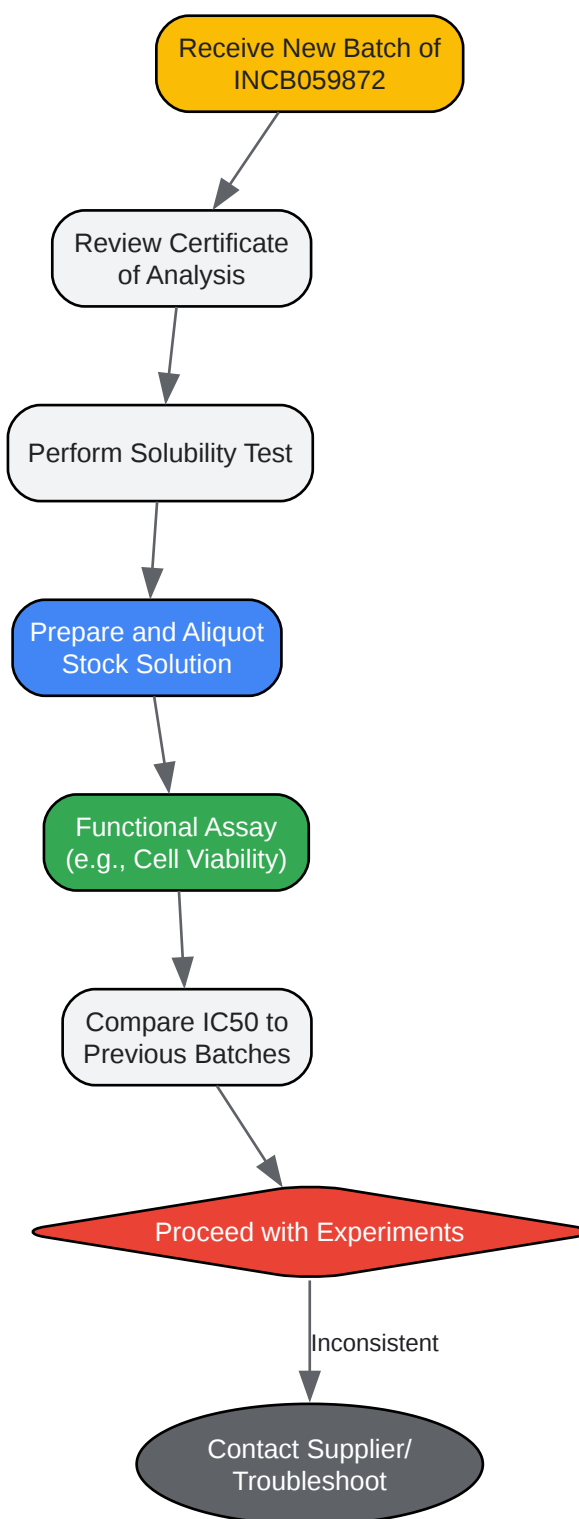 Receive New Batch of
INCB059872
Review Certificate
of Analysis
Perform Solubility Test
Prepare and Aliquot
Stock Solution
Functional Assay
(e.g., Cell Viability)
Compare IC50 to
Previous Batches
Proceed with Experiments
Inconsistent
Contact Supplier/
Troubleshoot